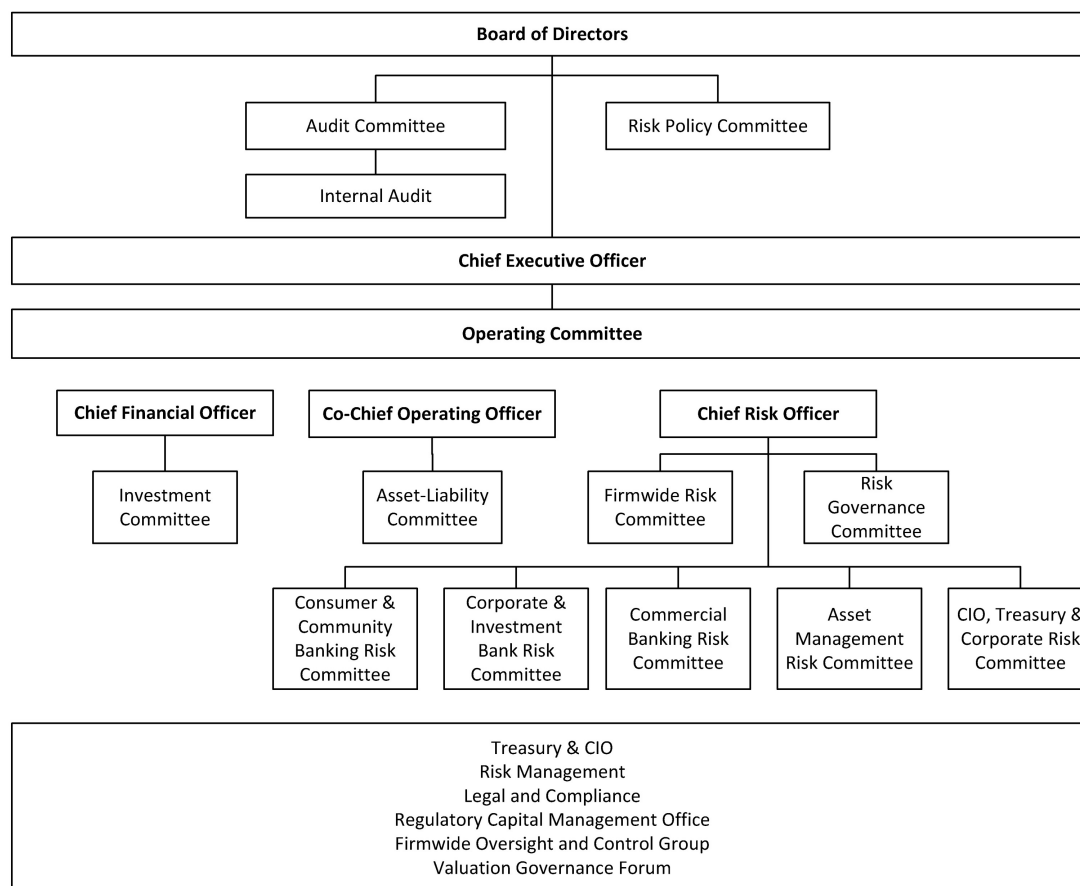 Board of Directors
Audit Committee
Risk Policy Committee
Internal Audit
Chief Executive Officer
Operating Committee
Chief Financial Officer
Co-Chief Operating Officer
Chief Risk Officer
Investment
Committee
Asset-Liability
Committee
Firmwide Risk
Committee
Risk
Governance
Committee
Consumer &
Community
Banking Risk
Committee
Corporate &
Investment
Bank Risk
Committee
Commercial
Banking Risk
Committee
Asset
Management
Risk Committee
CIO, Treasury &
Corporate Risk
Committee
Treasury & CIO
Risk Management
Legal and Compliance
Regulatory Capital Management Office
Firmwide Oversight and Control Group
Valuation Governance Forum